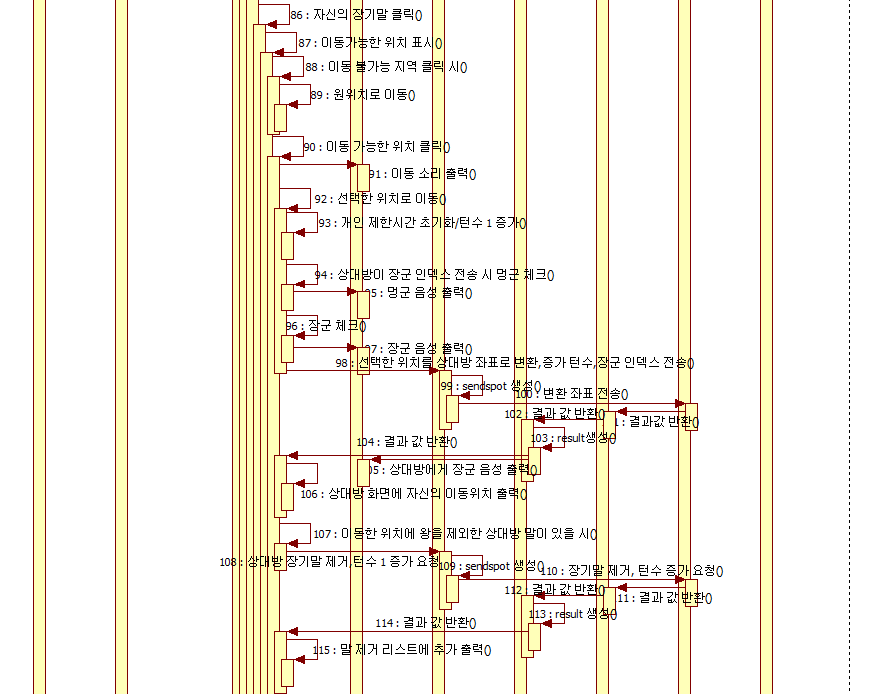 86 : 자신의 장기말 클릭()
87 : 이동가능한 위치 표시()
88 : 이동 불가능 지역 클릭 시()
89 : 원위치로 이동()
90 : 이동 가능한 위치 클릭()
91 : 이동 소리 출력()
92 : 선택한 위치로 이동()
93 : 개인 제한시간 초기화/턴수 1 증가()
94 : 상대방이 장군 인덱스 전송 시 멍군 체크()
95 : 멍군 음성 출력()
96 : 장군 체크()
97 : 장군 음성 출력()
98 : 선택한 위치를 상대방 좌표로 변환,증가 턴수,장군 인덱스 전송()
99 : sendspot 생성()
100 : 변환 좌표 전송()
102 : 결과 값 반환()
1 : 결과값 반환()
103 : result생성()
104 : 결과 값 반환()
05 : 상대방에게 장군 음성 출력()
106 : 상대방 화면에 자신의 이동위치 출력()
107 : 이동한 위치에 왕을 제외한 상대방 말이 있을 시()
108 : 상대방 장기말 제거,턴수 1 증가 요청
109 : sendspot 생성()
110 : 장기말 제거, 턴수 증가 요청()
112 : 결과 값 반환()
11 : 결과 값 반환()
113 : result 생성()
114 : 결과 값 반환()
115 : 말 제거 리스트에 추가 출력()